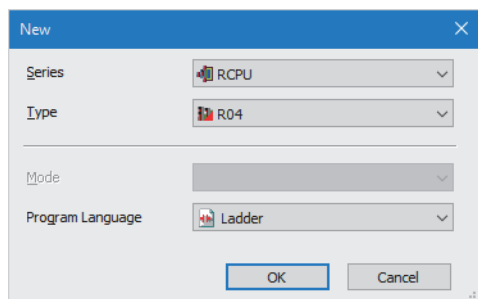 New
Series RCPU
Type R04
Mode
Program Language Ladder
OK Cancel